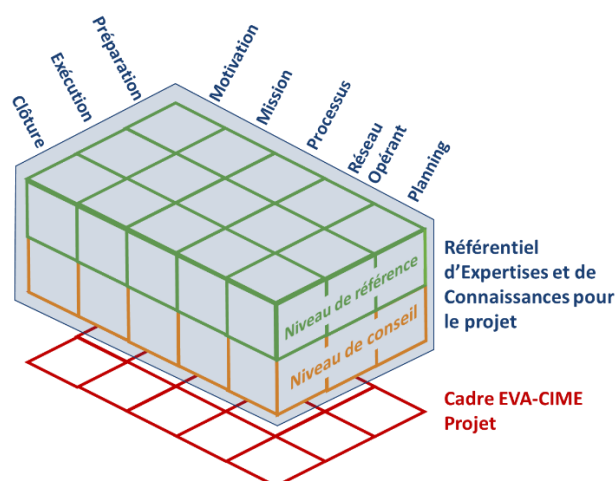 Clôture
Exécution
Préparation
Motivation
Mission
Processus
Réseau
Opérant
Planning
Référentiel
d’Expertises et de
Connaissances pour
le projet
Niveau de référence
Niveau de conseil
Cadre EVA-CIME
Projet